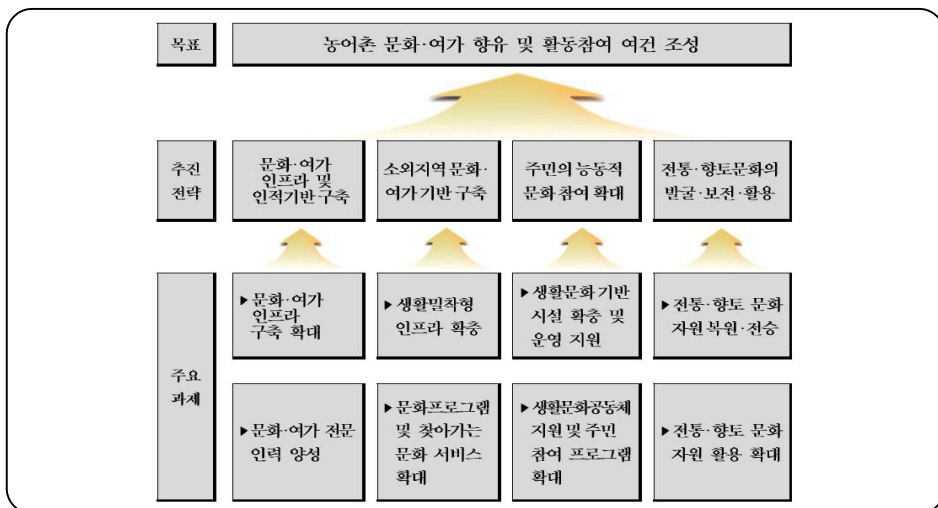 목표
농어촌 문화·여가 향유 및 활동참여 여건 조성
추진
전략
문화·여가
인프라 및
인적기반 구축
소외지역 문화·
여가 기반 구축
주민의 능동적
문화 참여 확대
전통·향토문화의
발굴·보전·활용
주요
과제
▶문화·여가
인프라
구축 확대
▶생활밀착형
인프라 확충
▶생활문화 기반
시설 확충 및
운영 지원
▶전통·향토 문화
자원 복원·전승
▶문화·여가 전문
인력 양성
▶문화프로그램
및 찾아가는
문화 서비스
확대
▶생활문화공동체
지원 및 주민
참여 프로그램
확대
▶전통·향토 문화
자원 활용 확대